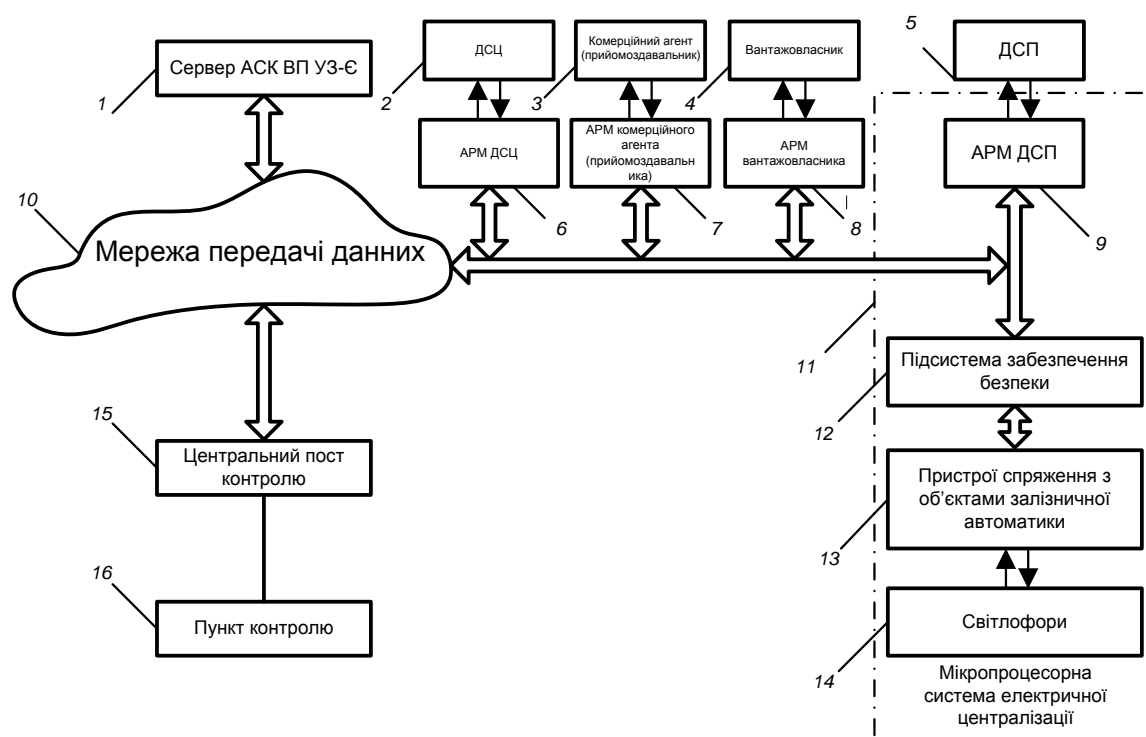 Сервер АСК ВП УЗ-Є
1
ДСЦ
2
Комерційний агент
(прийомоздавальник)
3
Вантажовласник
4
ДСП
5
АРМ ДСЦ
6
АРМ комерційного
агента
(прийомоздавальн
ика)
7
АРМ
вантажовласника
8
АРМ ДСП
9
10
Мережа передачі данних
11
Підсистема забезпечення
безпеки
12
Пристрої спряження з
об’єктами залізничної
автоматики
13
Світлофори
14
Мікропроцесорна
система електричної
централізації
15
Центральний пост
контролю
16
Пункт контролю